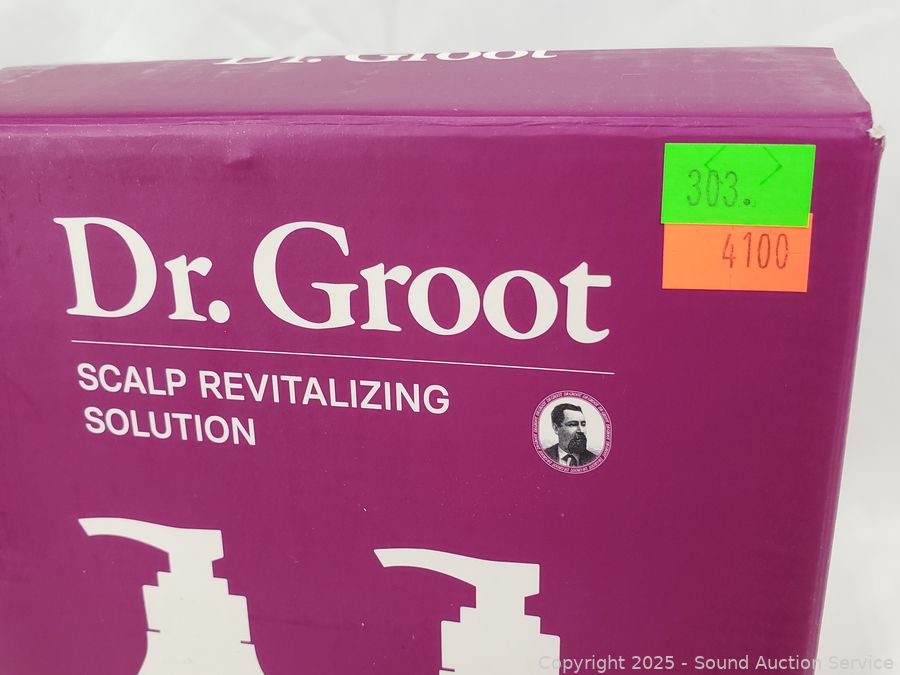 Dr. Groot
303.
4100
Dr. Groot
SCALP REVITALIZING
SOLUTION
Copyright 2025 - Sound Auction Service